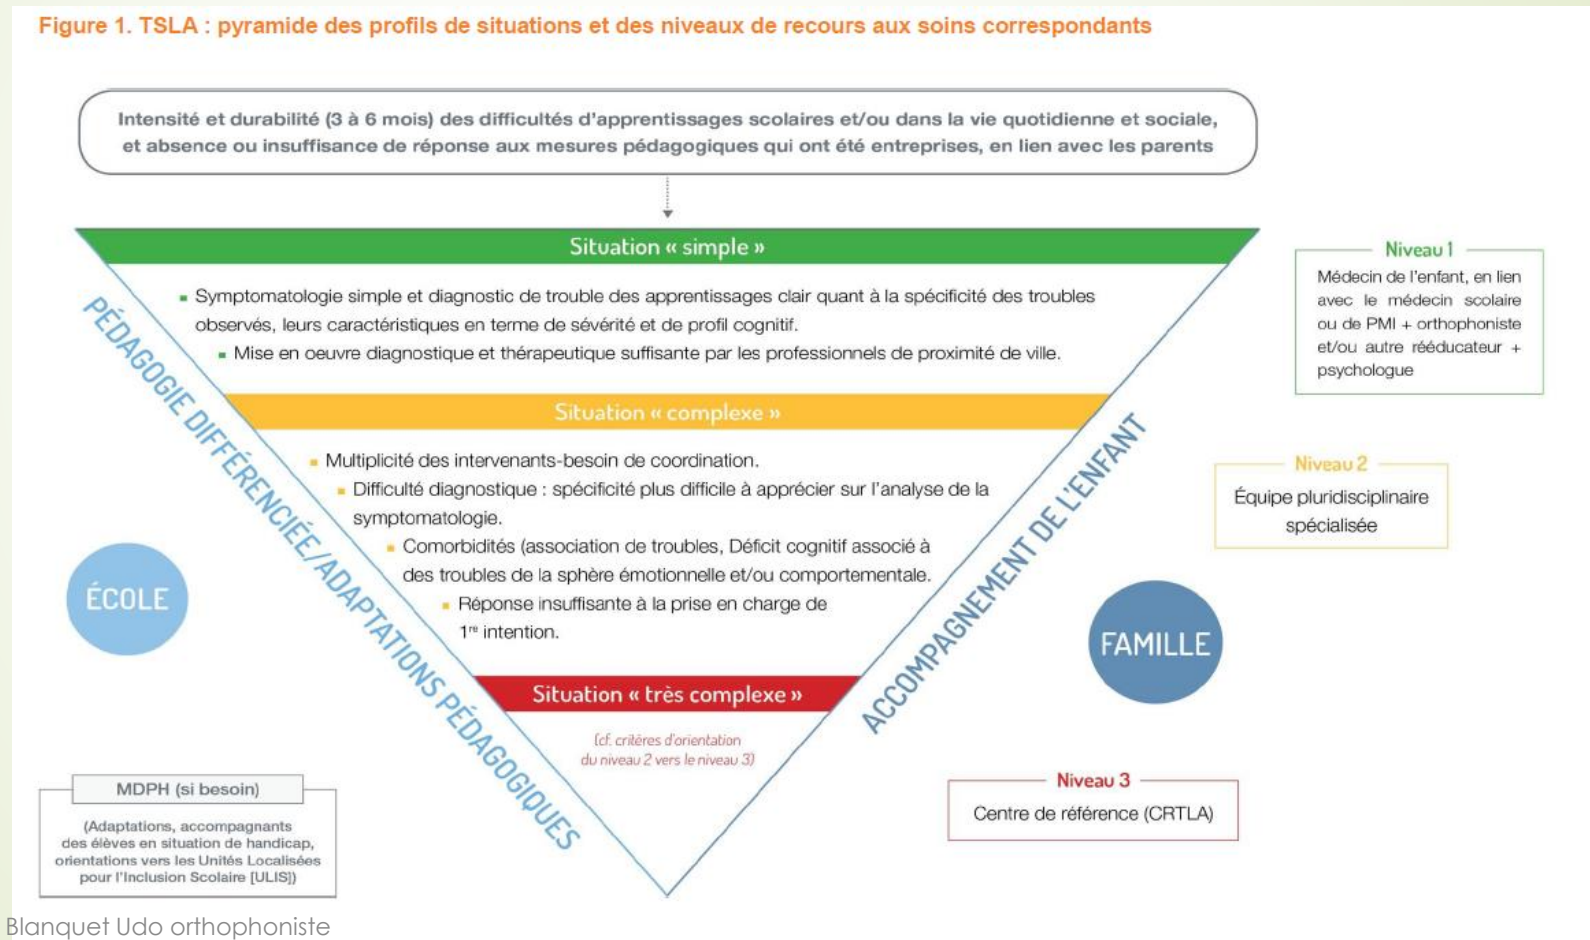 Figure 1. TSLA : pyramide des profils de situations et des niveaux de recours aux soins correspondants
Intensité et durabilité (3 à 6 mois) des difficultés d'apprentissages scolaires et/ou dans la vie quotidienne et sociale,
et absence ou insuffisance de réponse aux mesures pédagogiques qui ont été entreprises, en lien avec les parents
Situation « simple »
▪ Symptomatologie simple et diagnostic de trouble des apprentissages clair quant à la spécificité des troubles
observés, leurs caractéristiques en terme de sévérité et de profil cognitif.
▪ Mise en oeuvre diagnostique et thérapeutique suffisante par les professionnels de proximité de ville.
Niveau 1
Médecin de l'enfant, en lien
avec le médecin scolaire
ou de PMI + orthophoniste
et/ou autre rééducateur +
psychologue
PÉDAGOGIE DIFFÉRENCIÉE/ADAPTATIONS PÉDAGOGIQUES
Situation « complexe »
▪ Multiplicité des intervenants-besoin de coordination.
▪ Difficulté diagnostique : spécificité plus difficile à apprécier sur l'analyse de la
symptomatologie.
▪ Comorbidités (association de troubles, Déficit cognitif associé à
des troubles de la sphère émotionnelle et/ou comportementale.
▪ Réponse insuffisante à la prise en charge de
1re intention.
ACCOMPAGNEMENT DE L'ENFANT
Niveau 2
Équipe pluridisciplinaire
spécialisée
ÉCOLE
FAMILLE
Situation « très complexe »
(cf. critères d'orientation
du niveau 2 vers le niveau 3)
Niveau 3
Centre de référence (CRTLA)
MDPH (si besoin)
(Adaptations, accompagnants
des élèves en situation de handicap,
orientations vers les Unités Localisées
pour l'Inclusion Scolaire [ULIS])
Blanquet Udo orthophoniste